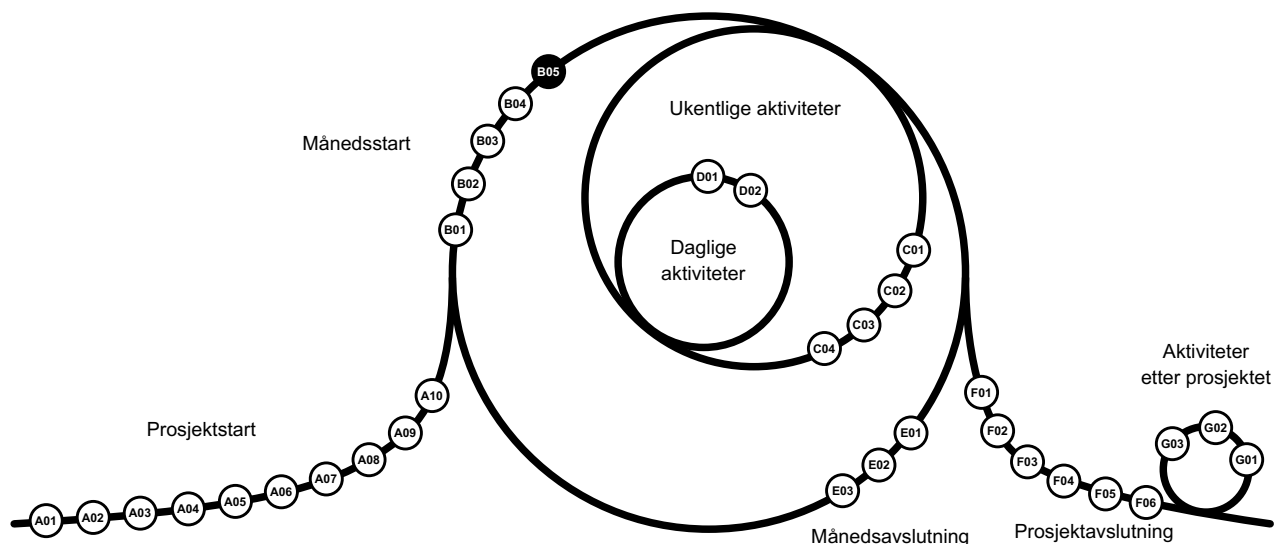 B05
B04
B03
B02
B01
Månedsstart
Ukentlige aktiviteter
D01
D02
Daglige
aktiviteter
C01
C02
C03
C04
Prosjektstart
A01
A02
A03
A04
A05
A06
A07
A08
A09
A10
E01
E02
E03
Månedsavslutning
F01
F02
F03
F04
F05
F06
Prosjektavslutning
Aktiviteter
etter prosjektet
G03
G02
G01